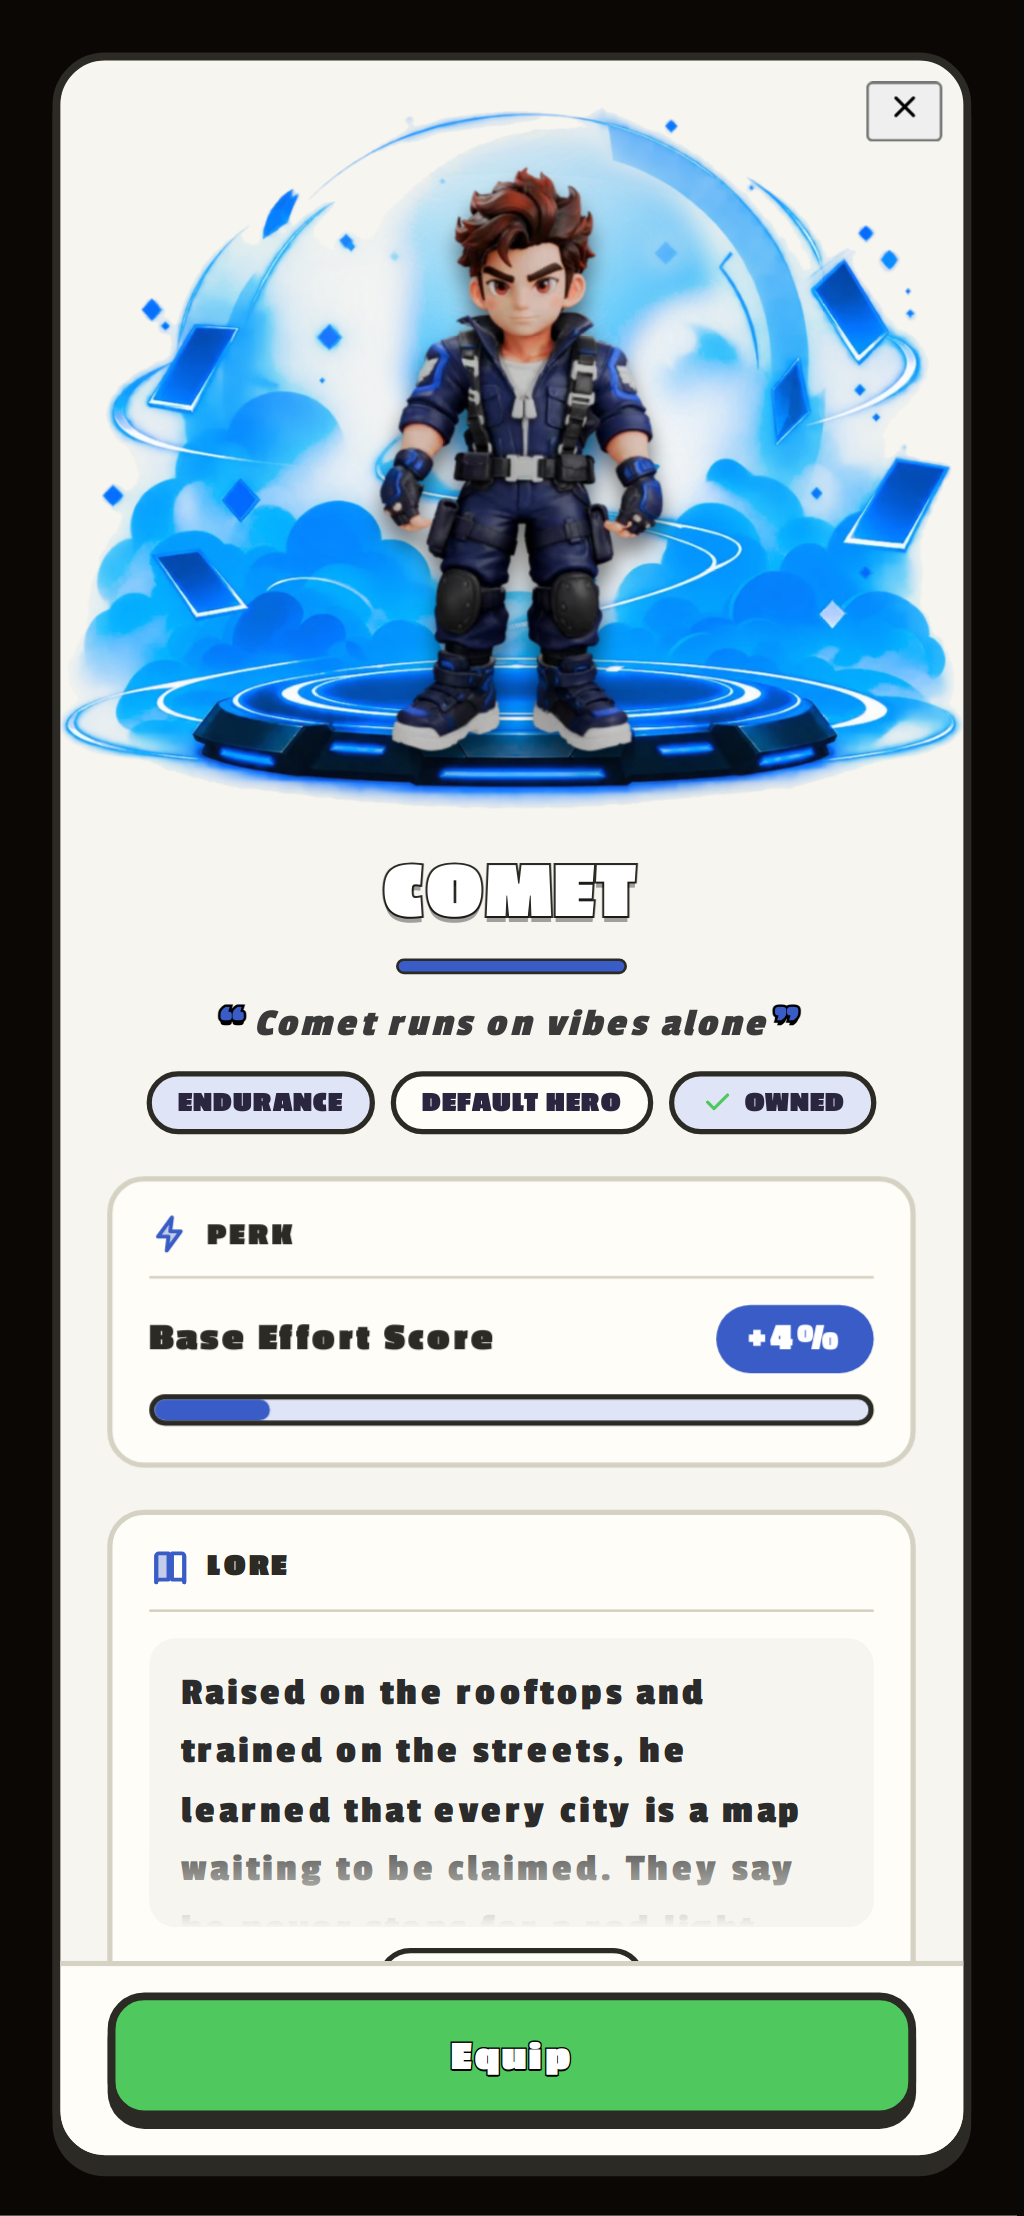 COMET
“Comet runs on vibes alone”
ENDURANCE
DEFAULT HERO
OWNED
PERK
Base Effort Score
+4%
LORE
Raised on the rooftops and
trained on the streets, he
learned that every city is a map
waiting to be claimed. They say
Equip